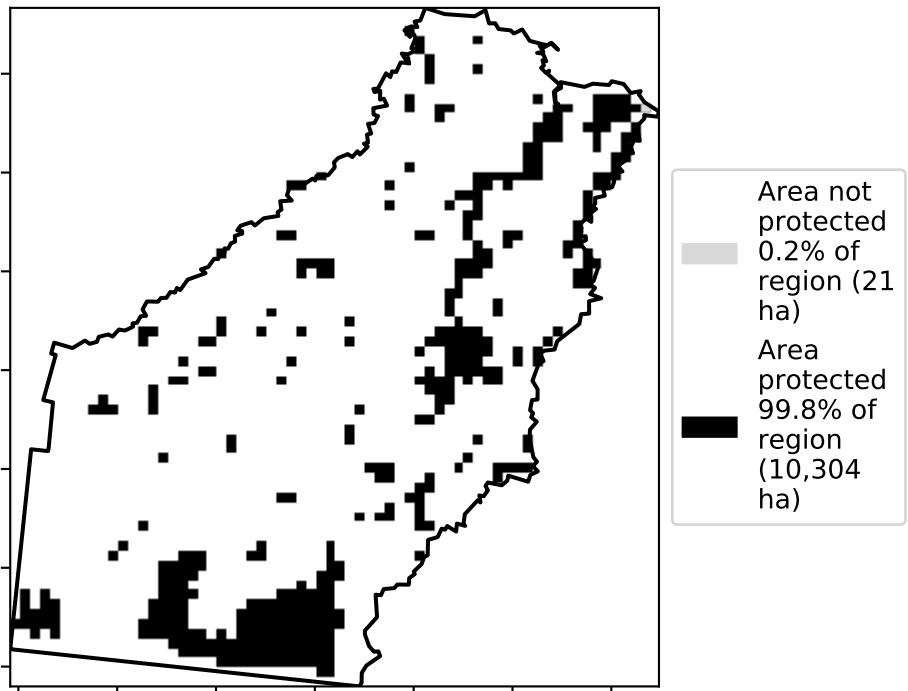 Area not
protected
0.2% of
region (21
ha)
Area
protected
99.8% of
region
(10,304
ha)